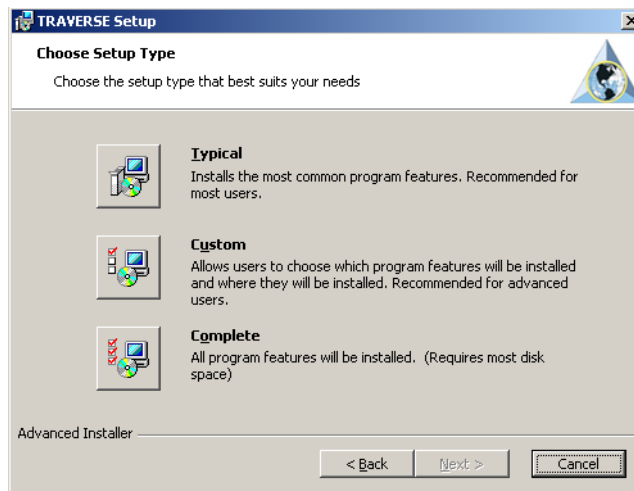 TRAVERSE Setup
Choose Setup Type
Choose the setup type that best suits your needs
Typical
Installs the most common program features. Recommended for
most users.
Custom
Allows users to choose which program features will be installed
and where they will be installed. Recommended for advanced
users.
Complete
All program features will be installed. (Requires most disk
space)
Advanced Installer
< Back
Next >
Cancel